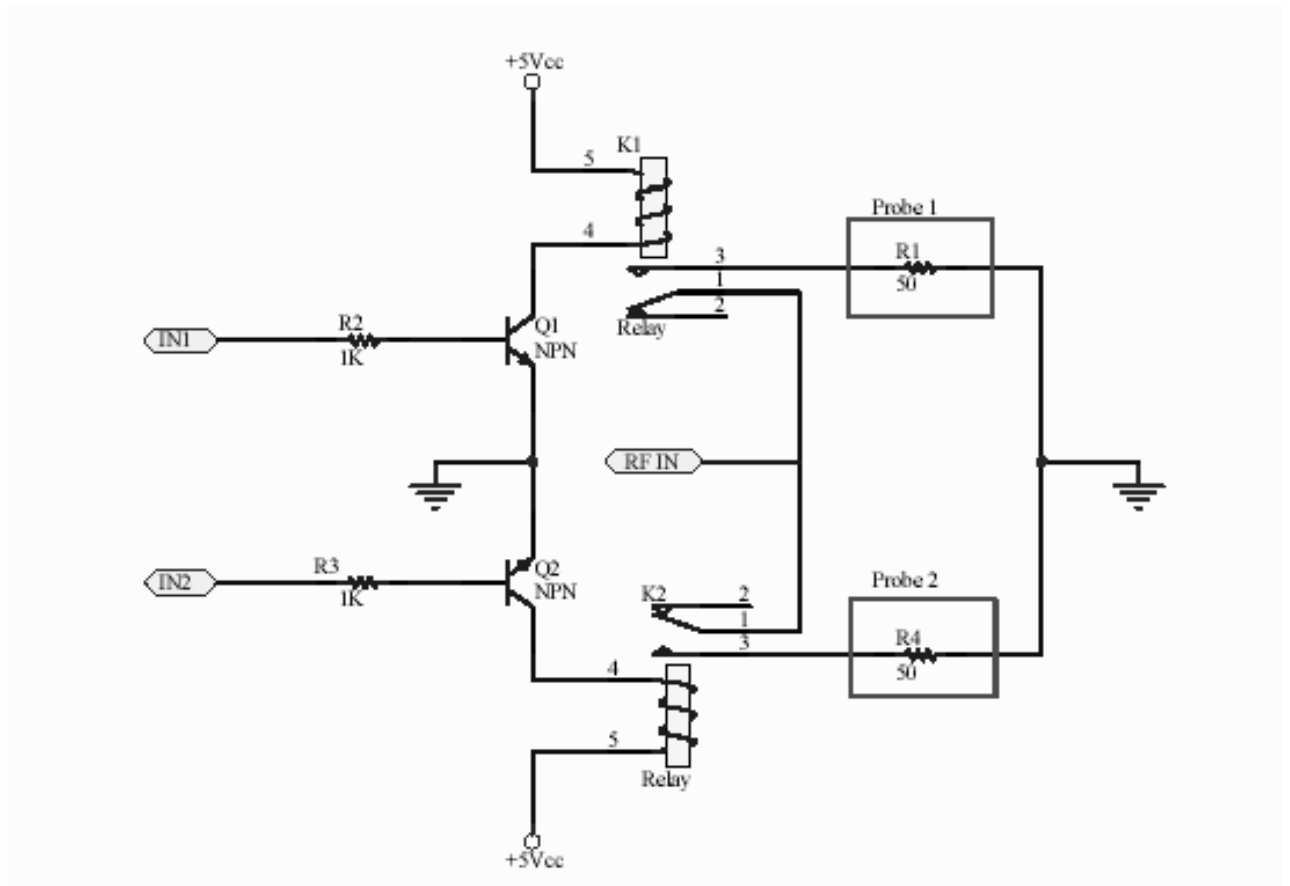 +5Vcc
K1
5
4
Probe 1
R1
50
3
1
2
Relay
IN1
R2
1K
Q1
NPN
RF IN
IN2
R3
1K
Q2
NPN
K2
2
1
3
Probe 2
R4
50
4
5
Relay
+5Vcc